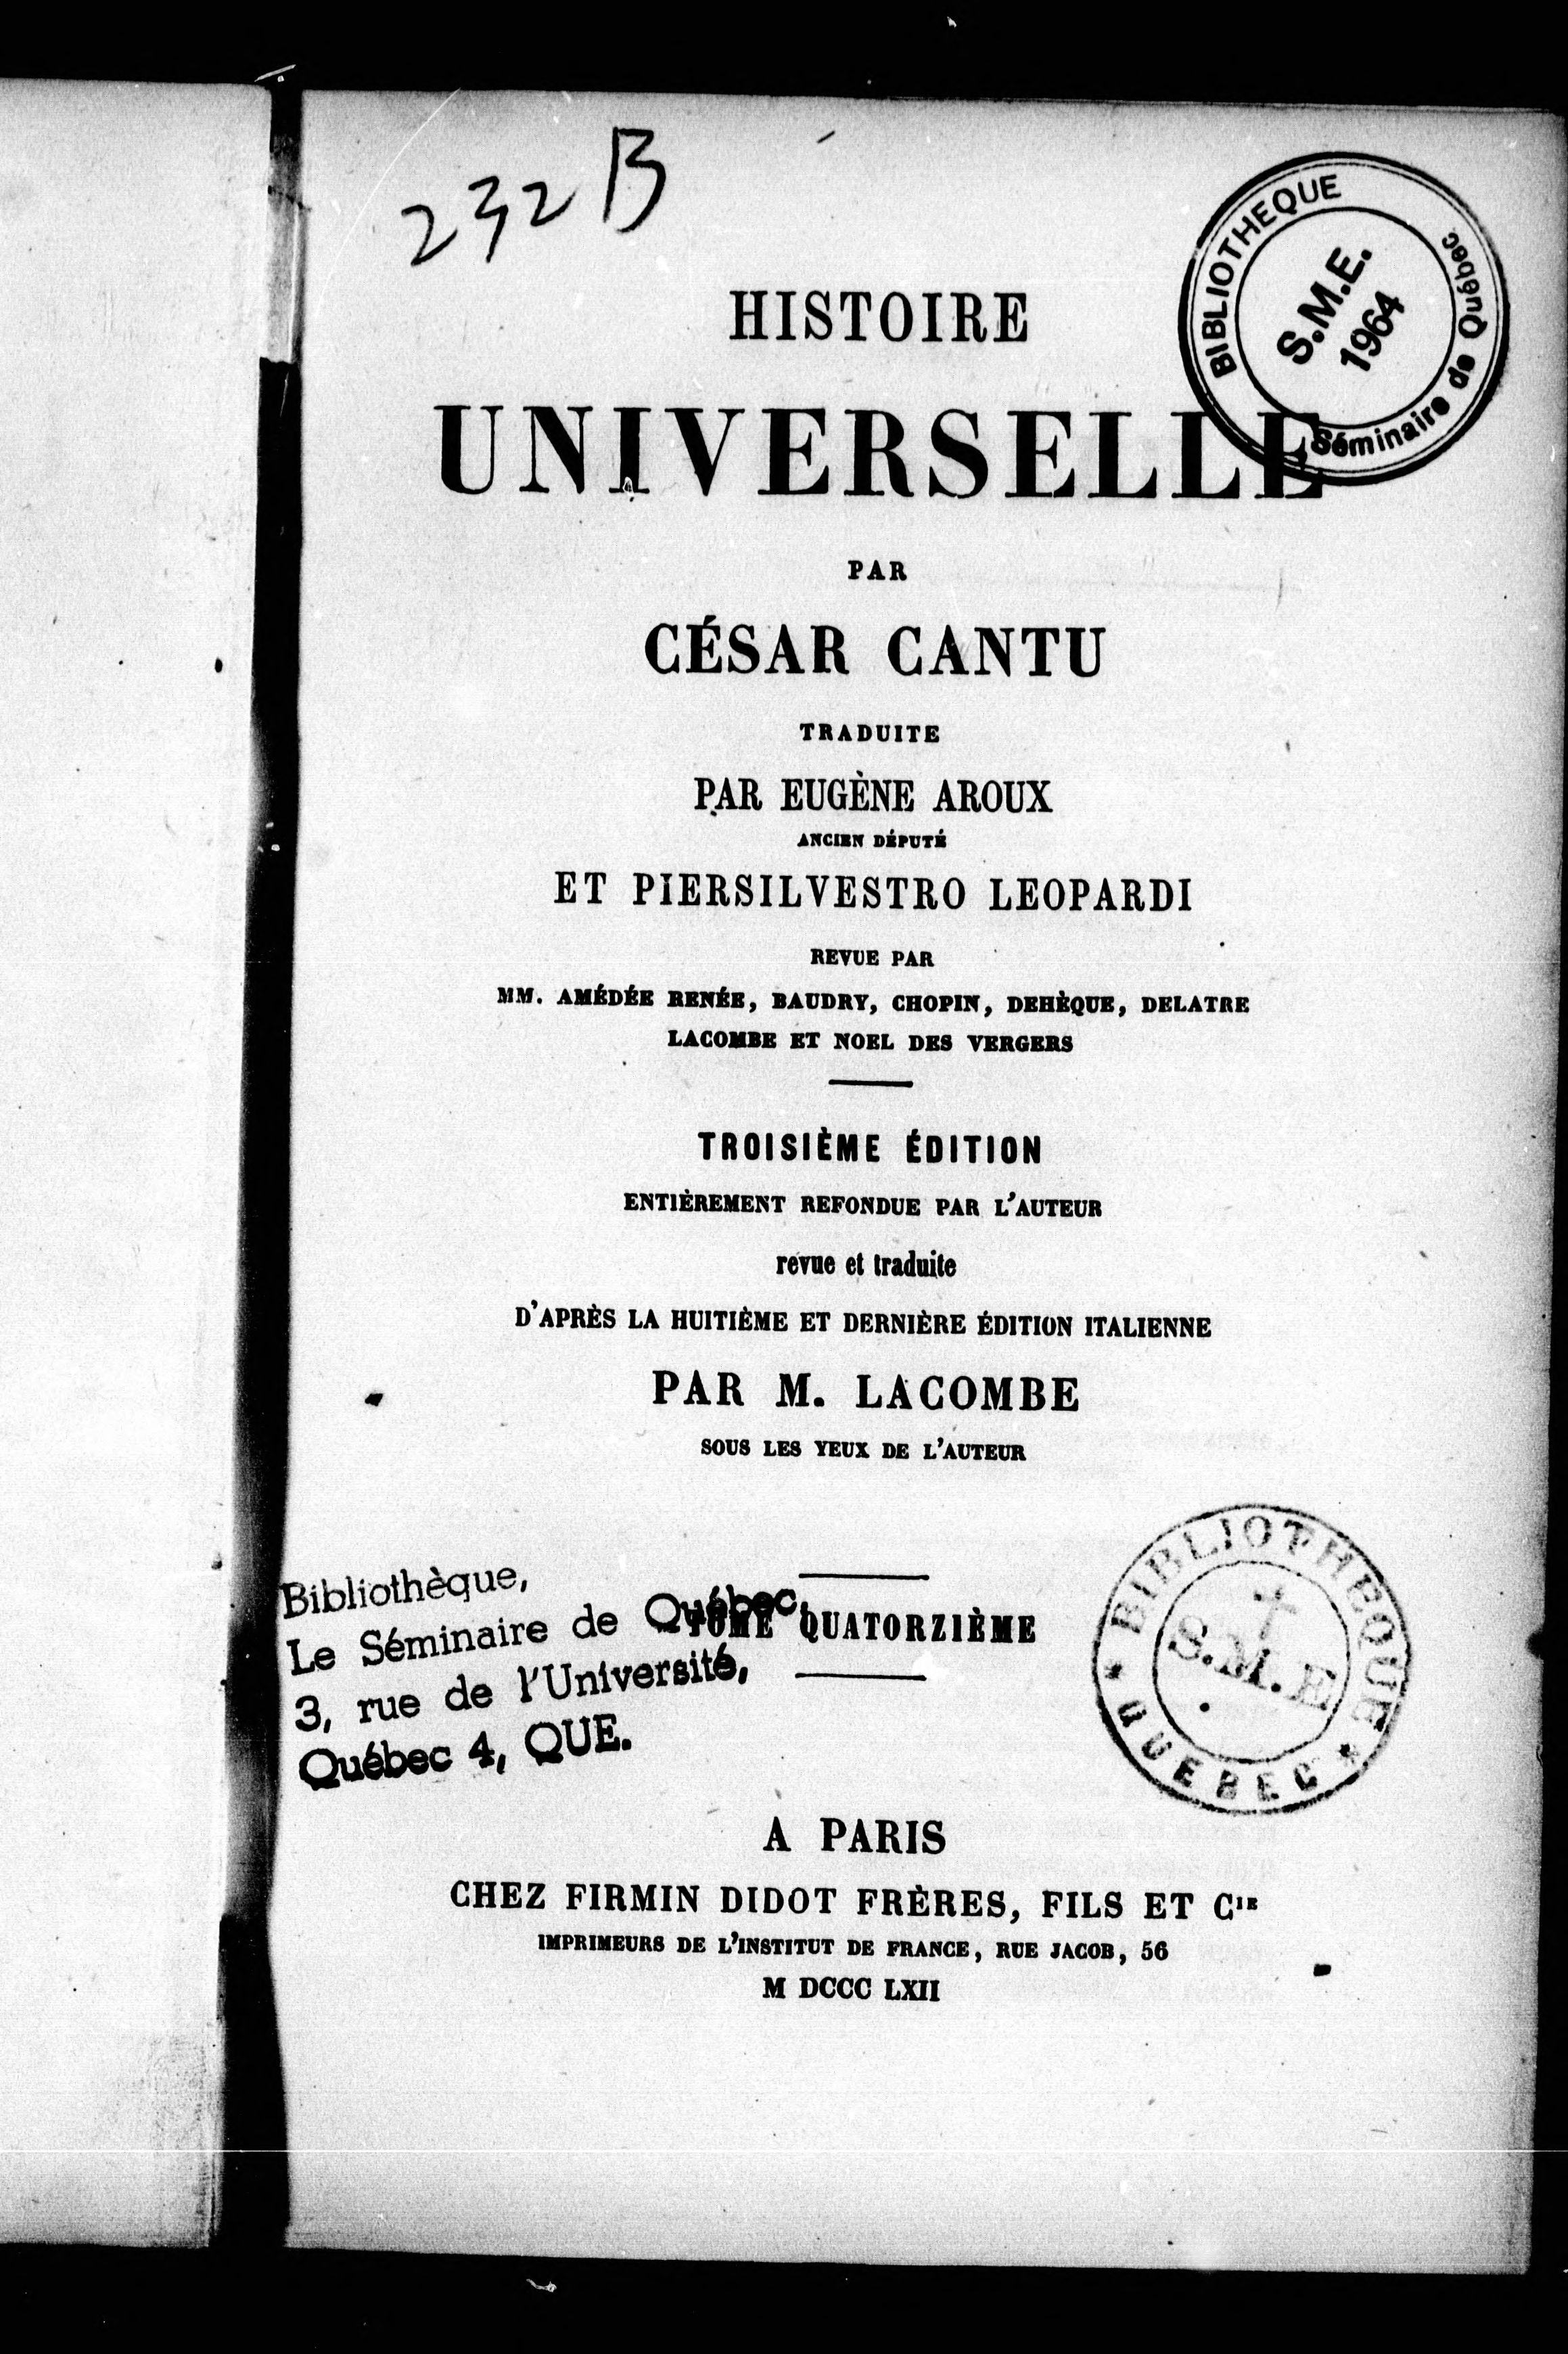 232 B
BIBLIOTHEQUE
S.M.E.
1964
Séminaire de Québec.
HISTOIRE
UNIVERSELLE
PAR
CÉSAR CANTU
TRADUITE
PAR EUGÈNE AROUX
ANCIEN DÉPUTÉ
ET PIERSILVESTRO LEOPARDI
REVUE PAR
MM. AMÉDÉE RENÉE, BAUDRY, CHOPIN, DEHÈQUE, DELATRE
LACOMBE ET NOEL DES VERGERS
TROISIÈME ÉDITION
ENTIÈREMENT REFONDUE PAR L'AUTEUR
revue et traduite
D'APRÈS LA HUITIÈME ET DERNIÈRE ÉDITION ITALIENNE
PAR M. LACOMBE
SOUS LES YEUX DE L'AUTEUR
TOME QUATORZIÈME
Bibliothèque,
Le Séminaire de Québec,
3, rue de l'Université,
Québec 4, QUE.
BIBLIOTHEQUE
S.M.E
* QUEBEC *
A PARIS
CHEZ FIRMIN DIDOT FRÈRES, FILS ET CIE
IMPRIMEURS DE L'INSTITUT DE FRANCE, RUE JACOB, 56
M DCCC LXII